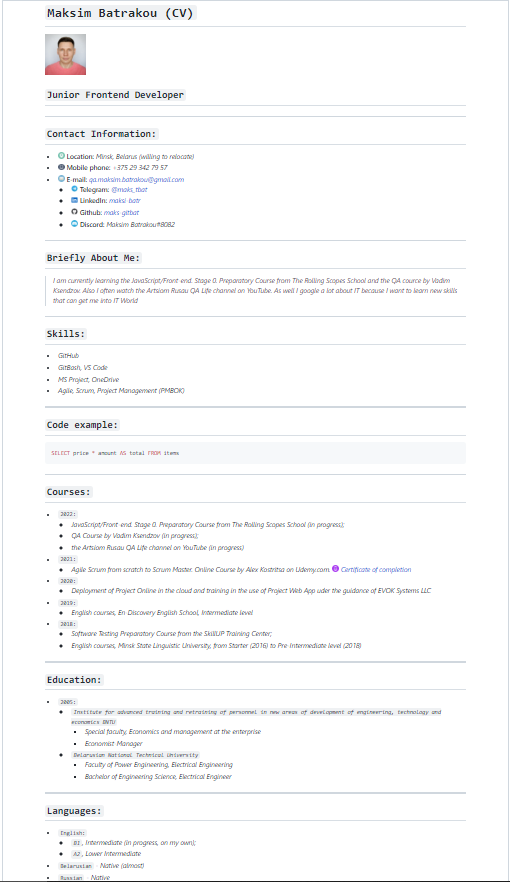 Maksim Batrakou (CV)
Junior Frontend Developer
Contact Information:
Location: Minsk, Belarus (willing to relocate)
Mobile phone: +375 29 342 79 57
E-mail: qa.maksim.batrakou@gmail.com
Telegram: @maks_tbat
LinkedIn: maksi-batr
Github: maks-gitbat
Discord: Maksim Batrakou#8082
Briefly About Me:
I am currently learning the JavaScript/Front-end. Stage 0. Preparatory Course from The Rolling Scopes School and the QA cource by Vadim
Ksendzov. Also I often watch the Artsiom Rusau QA Life channel on YouTube. As well I google a lot about IT because I want to learn new skills
that can get me into IT World
Skills:
GitHub
GitBash, VS Code
MS Project, OneDrive
Agile, Scrum, Project Management (PMBOK)
Code example:
SELECT price * amount AS total FROM items
Courses:
2022:
JavaScript/Front-end. Stage 0. Preparatory Course from The Rolling Scopes School (in progress);
QA Course by Vadim Ksendzov (in progress);
the Artsiom Rusau QA Life channel on YouTube (in progress)
2021:
Agile Scrum from scratch to Scrum Master. Online Course by Alex Kostritsa on Udemy.com. Certificate of completion
2020:
Deployment of Project Online in the cloud and training in the use of Project Web App uder the guidance of EVOK Systems LLC
2019:
English courses, En Discovery English School, Intermediate level
2018:
Software Testing Preparatory Course from the SkillUP Training Center;
English courses, Minsk State Linguistic University, from Starter (2016) to Pre-Intermediate level (2018)
Education:
2005:
Institute for advanced training and retraining of personnel in new areas of development of engineering, technology and
economics BNTU
Special faculty, Economics and management at the enterprise
Economist-Manager
Belarusian National Technical University
Faculty of Power Engineering, Electrical Engineering
Bachelor of Engineering Science, Electrical Engineer
Languages:
English:
B1 , Intermediate (in progress, on my own);
A2 , Lower Intermediate
Belarusian - Native (almost)
Russian - Native